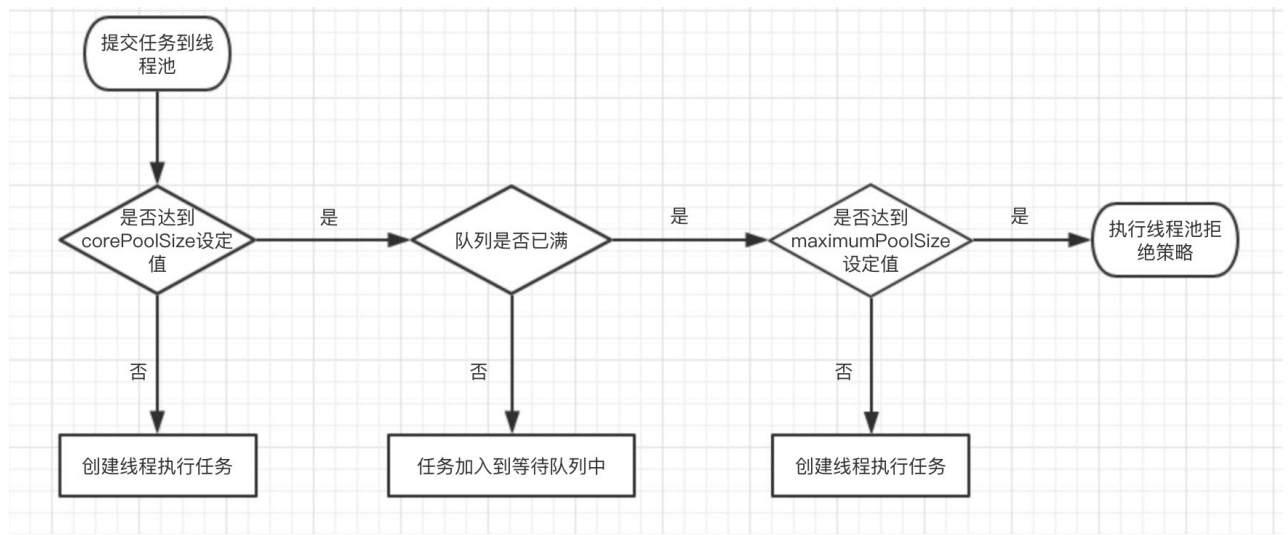 提交任务到线
程池
是否达到
corePoolSize设定
值
是
队列是否已满
是
是否达到
maximumPoolSize
设定值
是
执行线程池拒
绝策略
否
否
否
创建线程执行任务
任务加入到等待队列中
创建线程执行任务